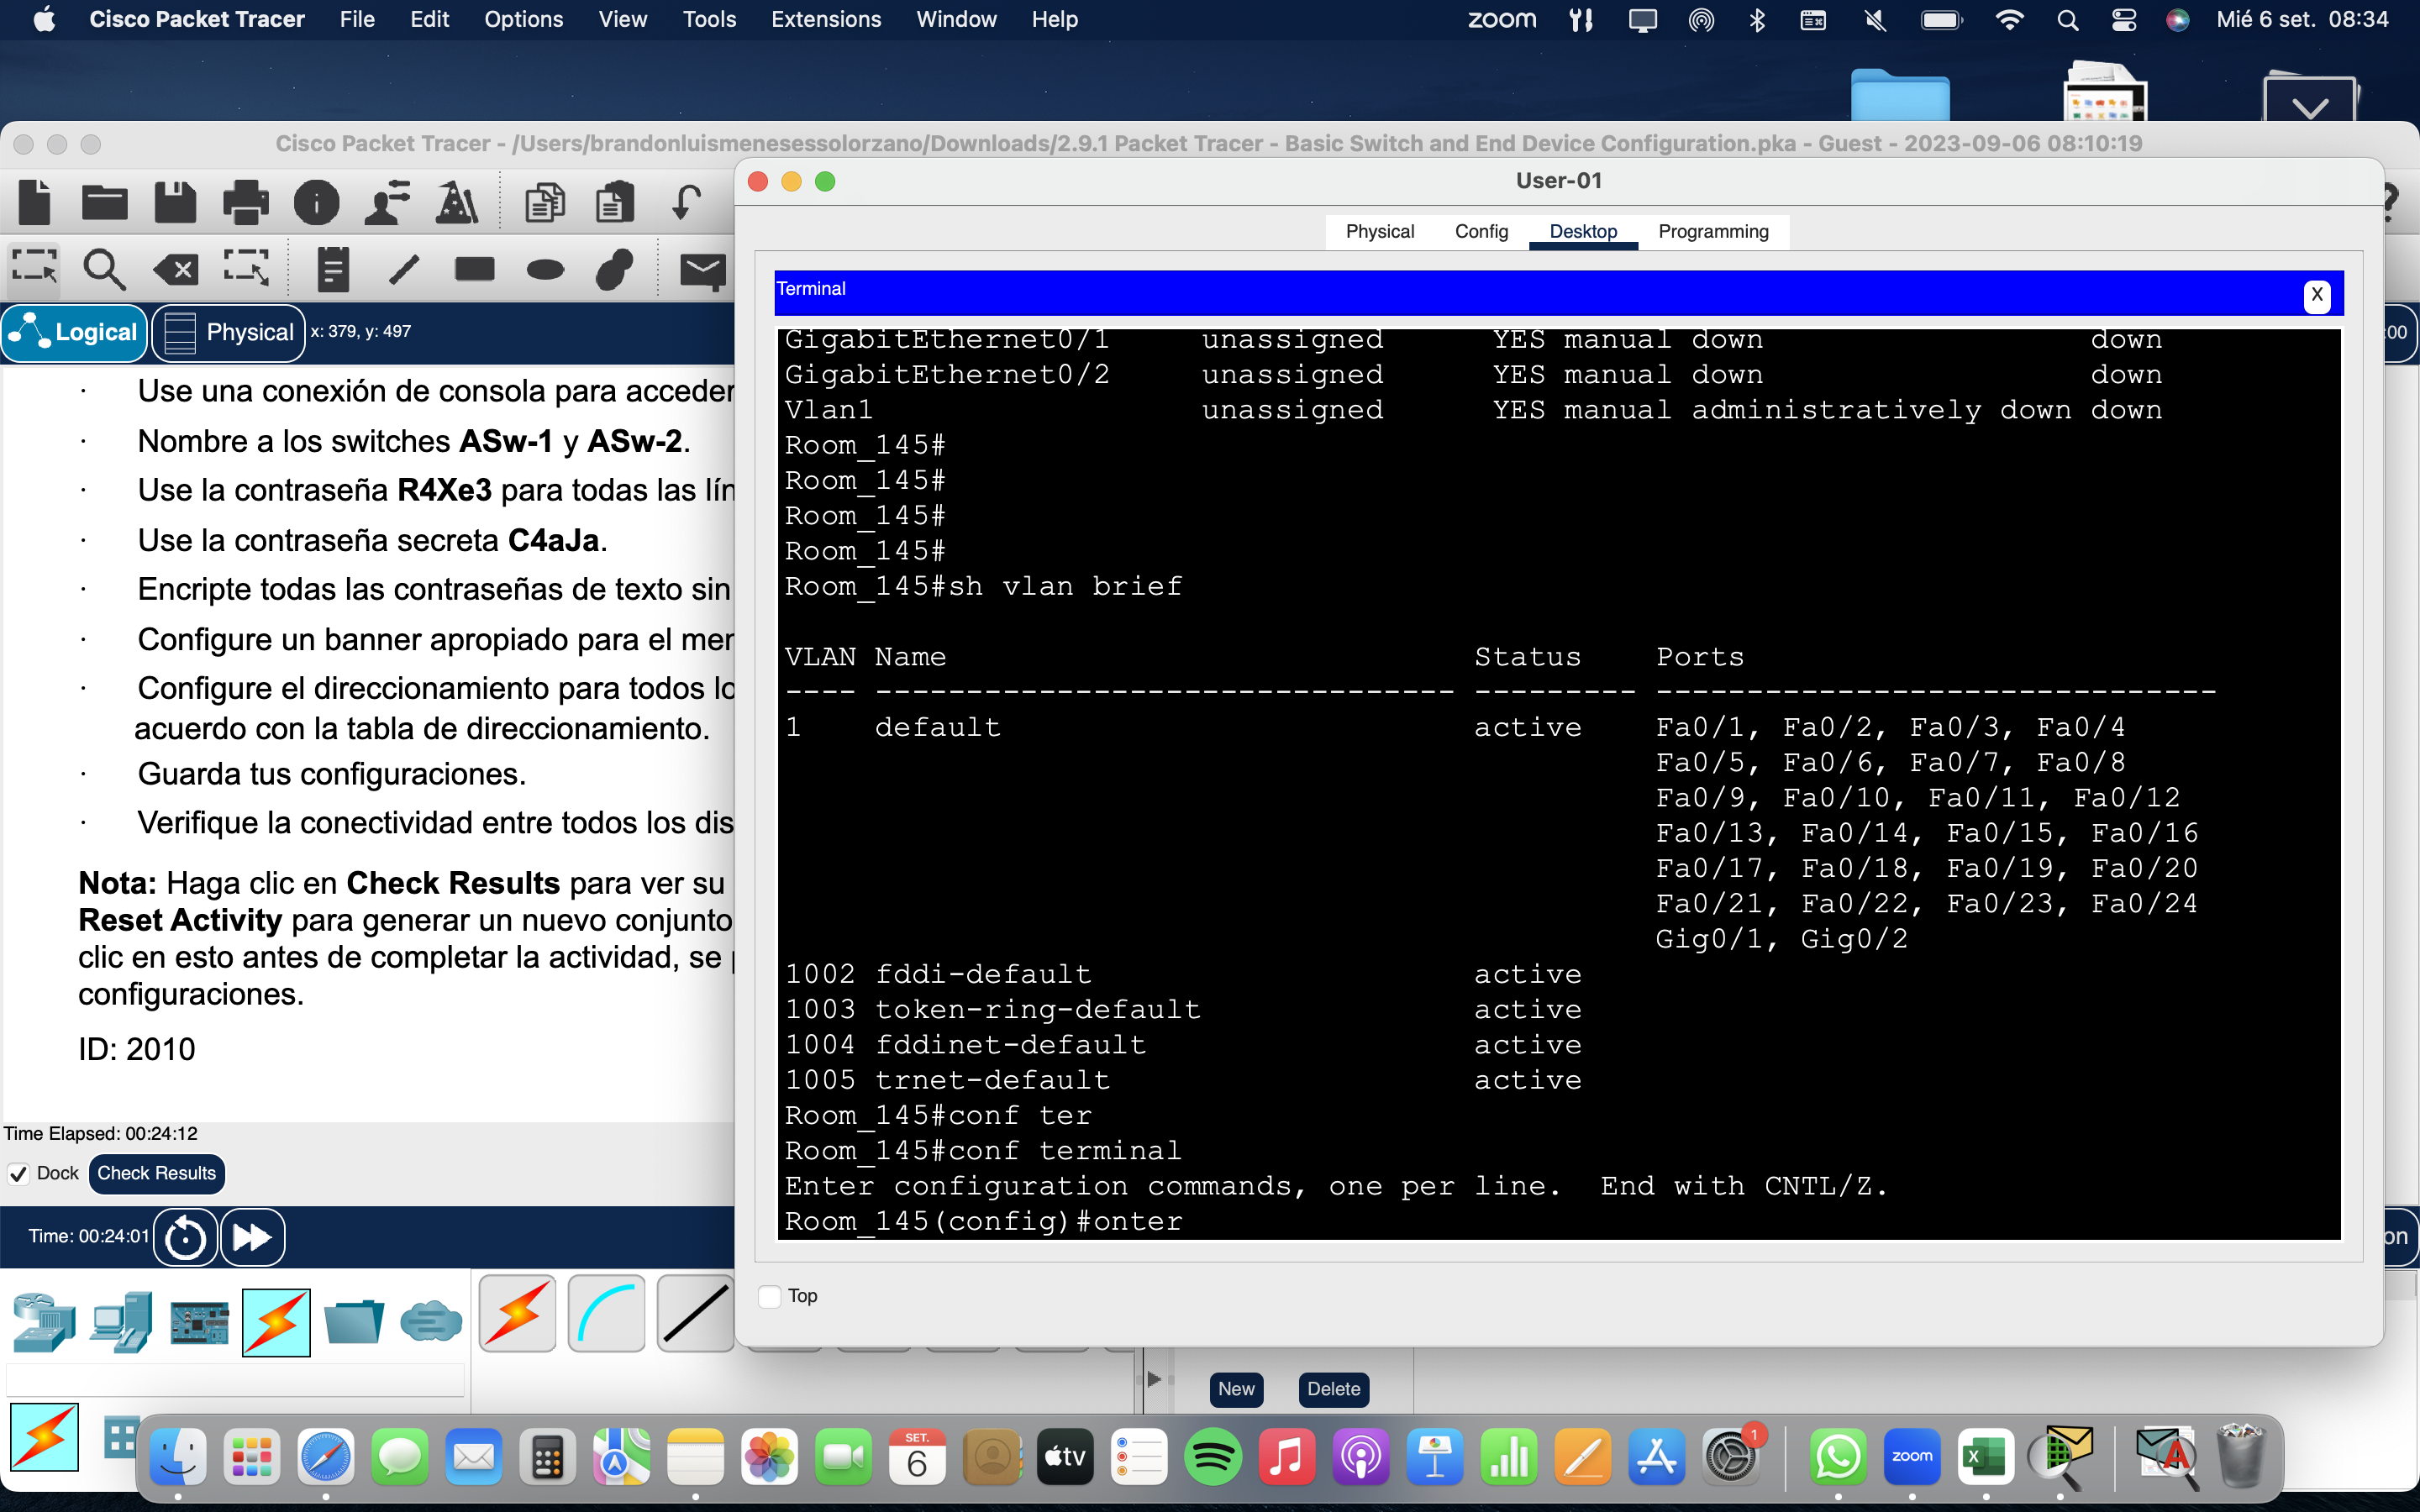 Cisco Packet Tracer File Edit Options View Tools Extensions Window Help zoom Mié 6 set. 08:34
Cisco Packet Tracer - /Users/brandonluismenesessolorzano/Downloads/2.9.1 Packet Tracer - Basic Switch and End Device Configuration.pka - Guest - 2023-09-06 08:10:19
User-01
Physical Config Desktop Programming
Terminal
X
Logical Physical x: 379, y: 497
:00
· Use una conexión de consola para acceder
· Nombre a los switches ASw-1 y ASw-2.
· Use la contraseña R4Xe3 para todas las lín
· Use la contraseña secreta C4aJa.
· Encripte todas las contraseñas de texto sin
· Configure un banner apropiado para el mer
· Configure el direccionamiento para todos lo
acuerdo con la tabla de direccionamiento.
· Guarda tus configuraciones.
· Verifique la conectividad entre todos los dis
Nota: Haga clic en Check Results para ver su
Reset Activity para generar un nuevo conjunto
clic en esto antes de completar la actividad, se
configuraciones.
ID: 2010
Time Elapsed: 00:24:12
Dock Check Results
Time: 00:24:01
GigabitEthernet0/1 unassigned YES manual down down
GigabitEthernet0/2 unassigned YES manual down down
Vlan1 unassigned YES manual administratively down down
Room_145#
Room_145#
Room_145#
Room_145#
Room_145#sh vlan brief
VLAN Name Status Ports
---- -------------------------------- --------- -------------------------------
1 default active Fa0/1, Fa0/2, Fa0/3, Fa0/4
Fa0/5, Fa0/6, Fa0/7, Fa0/8
Fa0/9, Fa0/10, Fa0/11, Fa0/12
Fa0/13, Fa0/14, Fa0/15, Fa0/16
Fa0/17, Fa0/18, Fa0/19, Fa0/20
Fa0/21, Fa0/22, Fa0/23, Fa0/24
Gig0/1, Gig0/2
1002 fddi-default active
1003 token-ring-default active
1004 fddinet-default active
1005 trnet-default active
Room_145#conf ter
Room_145#conf terminal
Enter configuration commands, one per line. End with CNTL/Z.
Room_145(config)#onter
on
Top
New Delete
SET.
6
tv
1
zoom
X
A